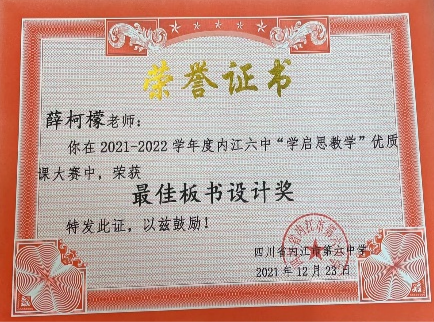 荣誉证书
薛柯檬老师：
你在2021-2022学年度内江六中“学启思教学”优质
课大赛中，荣获
最佳板书设计奖
特发此证，以兹鼓励！
四川省内江市第六中学
2021年12月23日